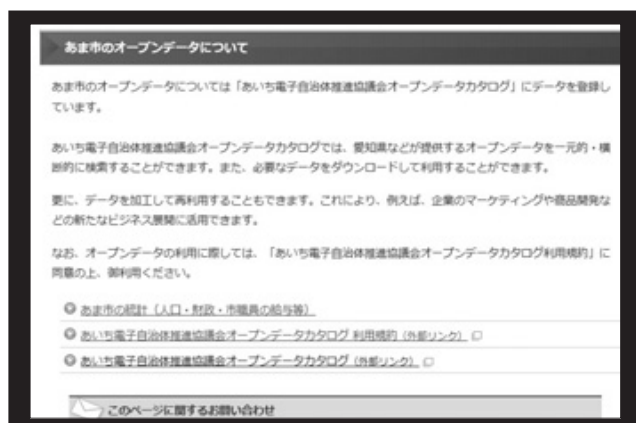 あま市のオープンデータについて
あま市のオープンデータについては「あいち電子自治体推進協議会オープンデータカタログ」にデータを登録し
ています。
あいち電子自治体推進協議会オープンデータカタログでは、愛知県などが提供するオープンデータを一元的・横
断的に検索することができます。また、必要なデータをダウンロードして利用することができます。
更に、データを加工して再利用することもできます。これにより、例えば、企業のマーケティングや商品開発な
どの新たなビジネス展開に活用できます。
なお、オープンデータの利用に際しては、「あいち電子自治体推進協議会オープンデータカタログ利用規約」に
同意の上、御利用ください。
あま市の統計（人口・財政・市職員の給与等）
あいち電子自治体推進協議会オープンデータカタログ 利用規約（外部リンク）
あいち電子自治体推進協議会オープンデータカタログ（外部リンク）
このページに関するお問い合わせ